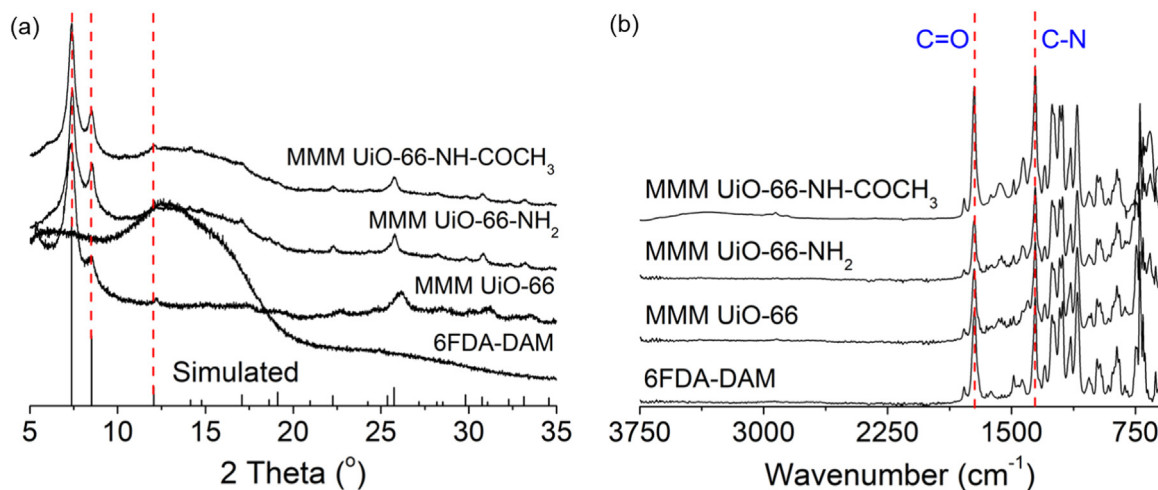 (a)
MMM UiO-66-NH-COCH₃
MMM UiO-66-NH₂
MMM UiO-66
6FDA-DAM
Simulated
5 10 15 20 25 30 35
2 Theta (°)
(b)
C=O C-N
MMM UiO-66-NH-COCH₃
MMM UiO-66-NH₂
MMM UiO-66
6FDA-DAM
3750 3000 2250 1500 750
Wavenumber (cm⁻¹)